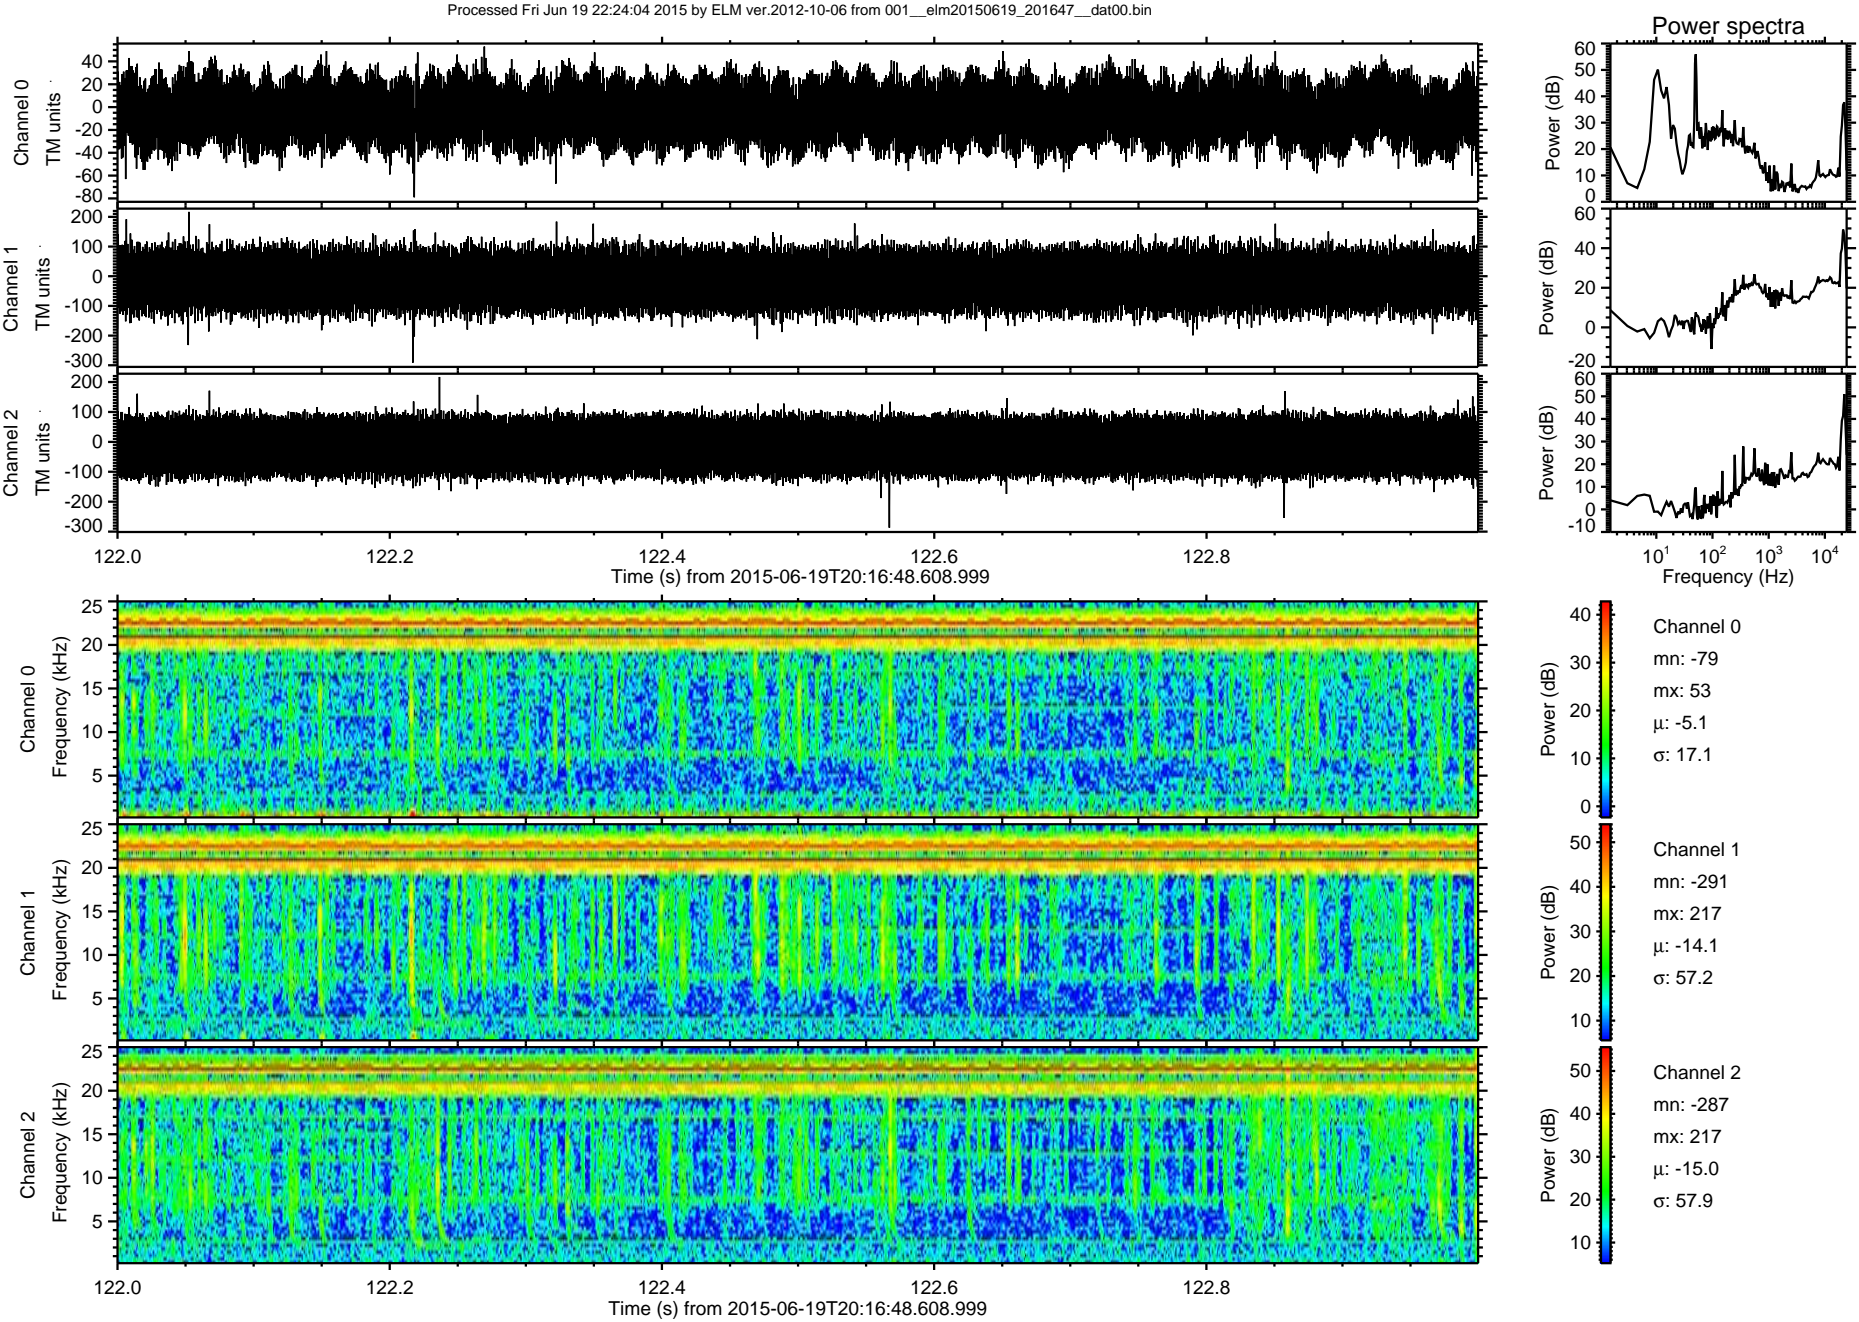 Processed Fri Jun 19 22:24:04 2015 by ELM ver.2012-10-06 from 001__elm20150619_201647__dat00.bin
Power spectra
Channel 0
TM units
40
20
0
-20
-40
-60
-80
Power (dB)
60
50
40
30
20
10
0
Channel 1
TM units
200
100
0
-100
-200
-300
Power (dB)
60
40
20
0
-20
Channel 2
TM units
200
100
0
-100
-200
-300
Power (dB)
60
50
40
30
20
10
0
-10
122.0 122.2 122.4 122.6 122.8
Time (s) from 2015-06-19T20:16:48.608.999
10¹ 10² 10³ 10⁴
Frequency (Hz)
Channel 0
Frequency (kHz)
25
20
15
10
5
Power (dB)
40
30
20
10
0
Channel 0
mn: -79
mx: 53
μ: -5.1
σ: 17.1
Channel 1
Frequency (kHz)
25
20
15
10
5
Power (dB)
50
40
30
20
10
Channel 1
mn: -291
mx: 217
μ: -14.1
σ: 57.2
Channel 2
Frequency (kHz)
25
20
15
10
5
Power (dB)
50
40
30
20
10
Channel 2
mn: -287
mx: 217
μ: -15.0
σ: 57.9
122.0 122.2 122.4 122.6 122.8
Time (s) from 2015-06-19T20:16:48.608.999